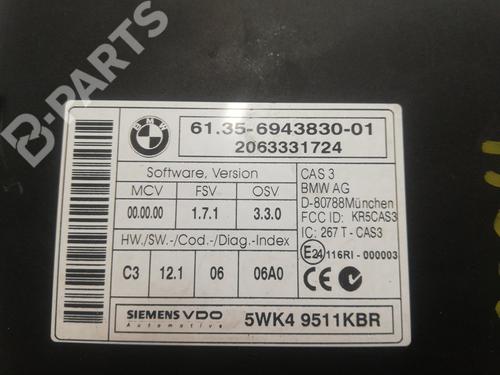 B-PARTS
BMW
61.35-6943830-01
2063331724
Software, Version
MCV FSV OSV
00.00.00 1.7.1 3.3.0
HW./SW.-/Cod.-/Diag.-Index
C3 12.1 06 06A0
CAS 3
BMW AG
D-80788München
FCC ID: KR5CAS3
IC: 267 T - CAS3
E24 116RI - 000003
CE
SIEMENS VDO
Automotive
5WK4 9511KBR